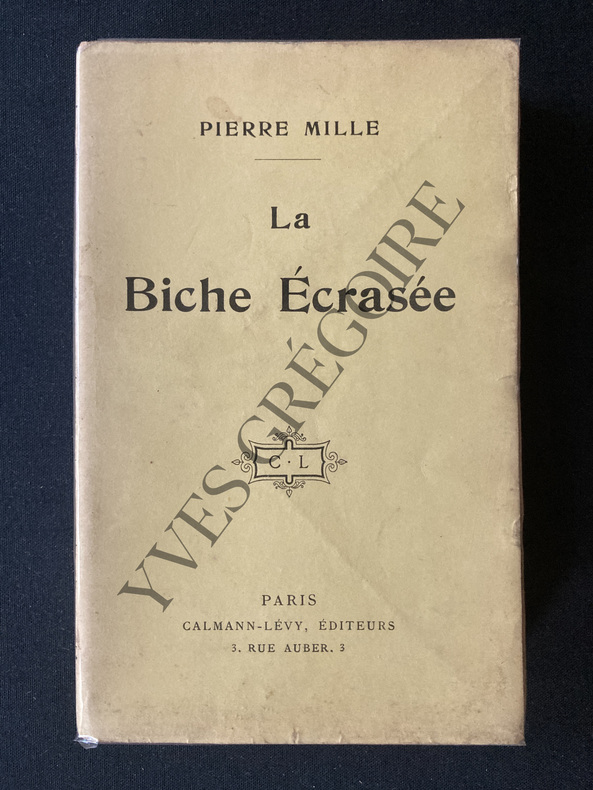 PIERRE MILLE
La
Biche Écrasée
C · L
PARIS
CALMANN-LÉVY, ÉDITEURS
3, RUE AUBER, 3
YVES GRÉGOIRE